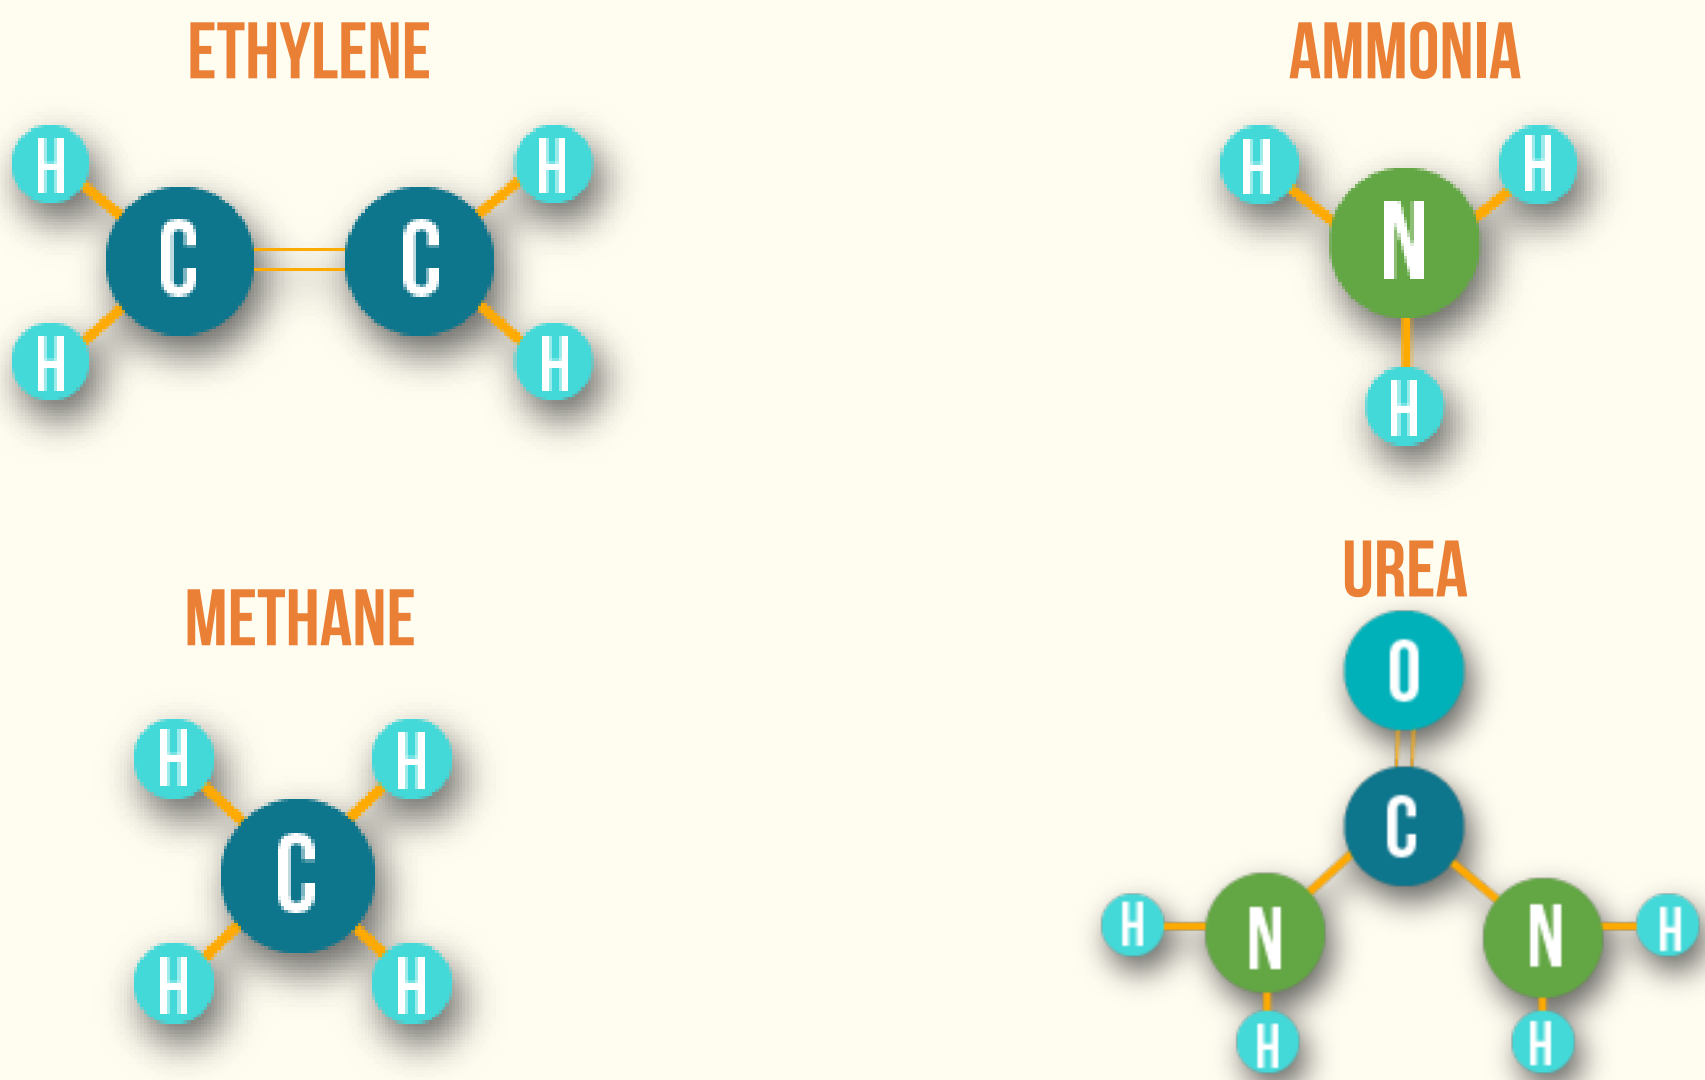 ETHYLENE
H H
C C
H H
AMMONIA
H H
N
H
METHANE
H H
C
H H
UREA
O
C
H N N H
H H